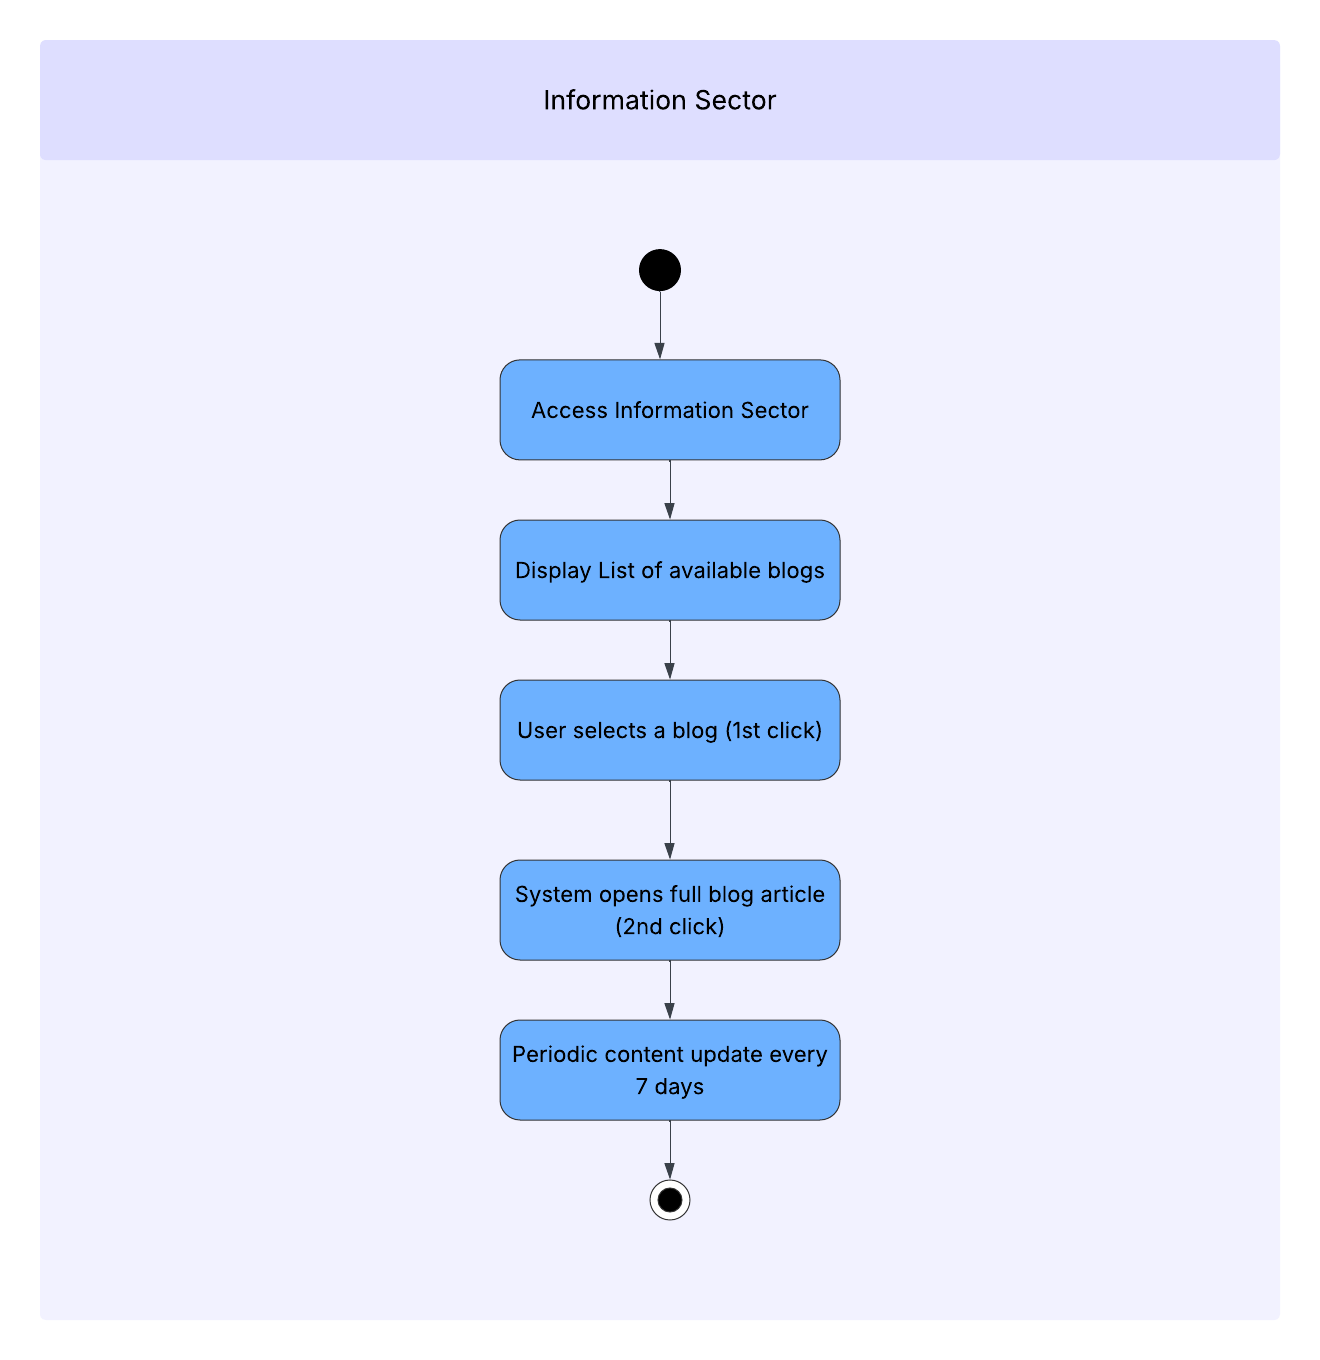 Information Sector
Access Information Sector
Display List of available blogs
User selects a blog (1st click)
System opens full blog article
(2nd click)
Periodic content update every
7 days